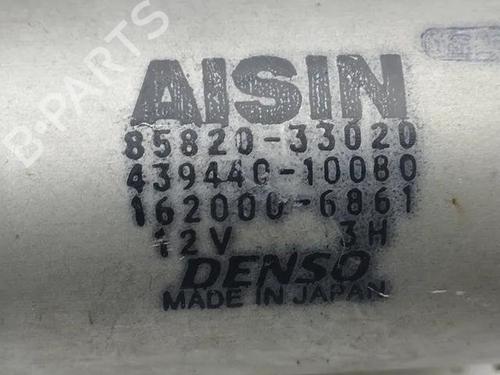 AISIN
85820-33020
439440-10080
162000-6861
12V 3H
DENSO
MADE IN JAPAN
B-PARTS